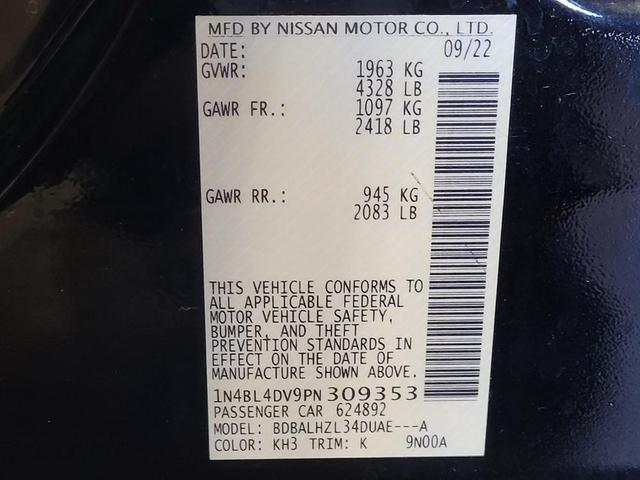 MFD BY NISSAN MOTOR CO., LTD.
DATE: 09/22
GVWR: 1963 KG
4328 LB
GAWR FR.: 1097 KG
2418 LB
GAWR RR.: 945 KG
2083 LB
THIS VEHICLE CONFORMS TO
ALL APPLICABLE FEDERAL
MOTOR VEHICLE SAFETY,
BUMPER, AND THEFT
PREVENTION STANDARDS IN
EFFECT ON THE DATE OF
MANUFACTURE SHOWN ABOVE.
1N4BL4DV9PN309353
PASSENGER CAR 624892
MODEL: BDBALHZL34DUAE---A
COLOR: KH3 TRIM: K 9N00A